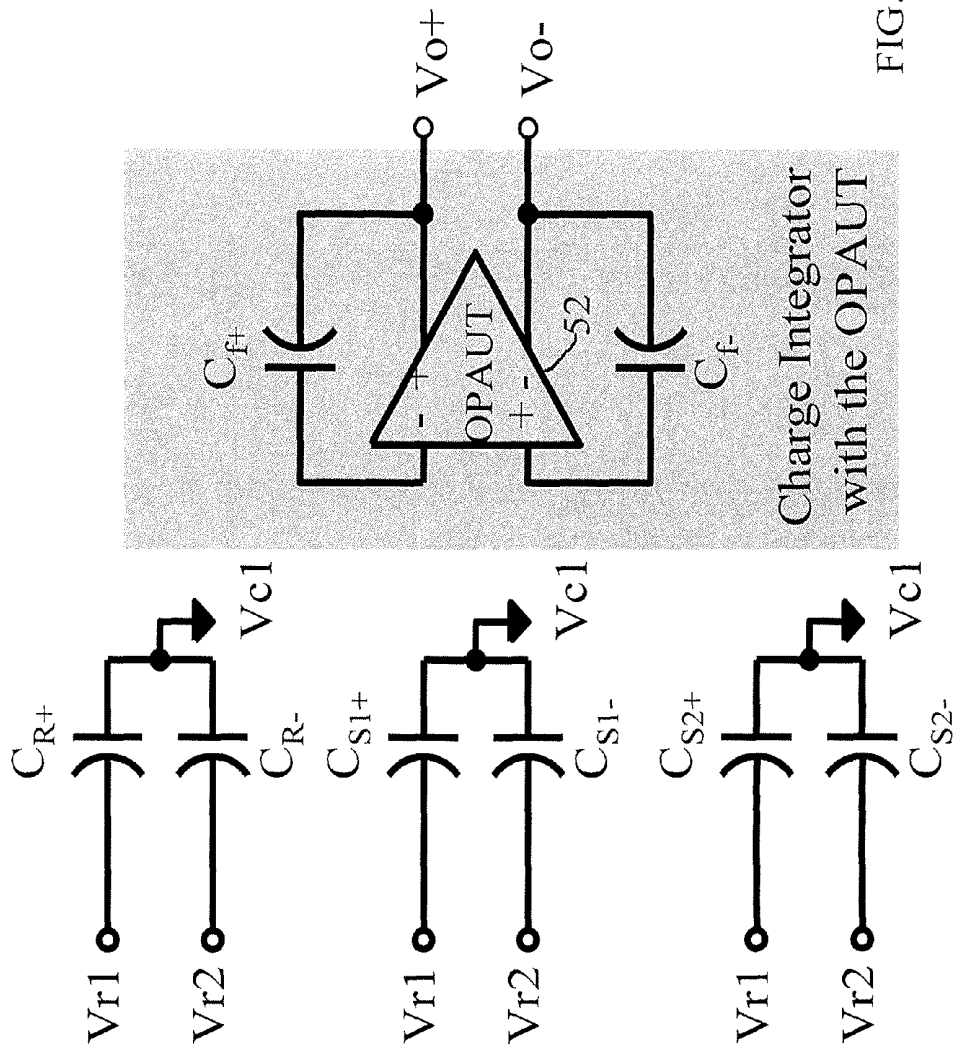 Vr1
C_R+
Vr2
C_R-
Vc1
Vr1
C_S1+
Vr2
C_S1-
Vc1
Vr1
C_S2+
Vr2
C_S2-
Vc1
C_f+
- +
OPAUT
+ -
52
C_f-
Vo+
Vo-
Charge Integrator
with the OPAUT
FIG.